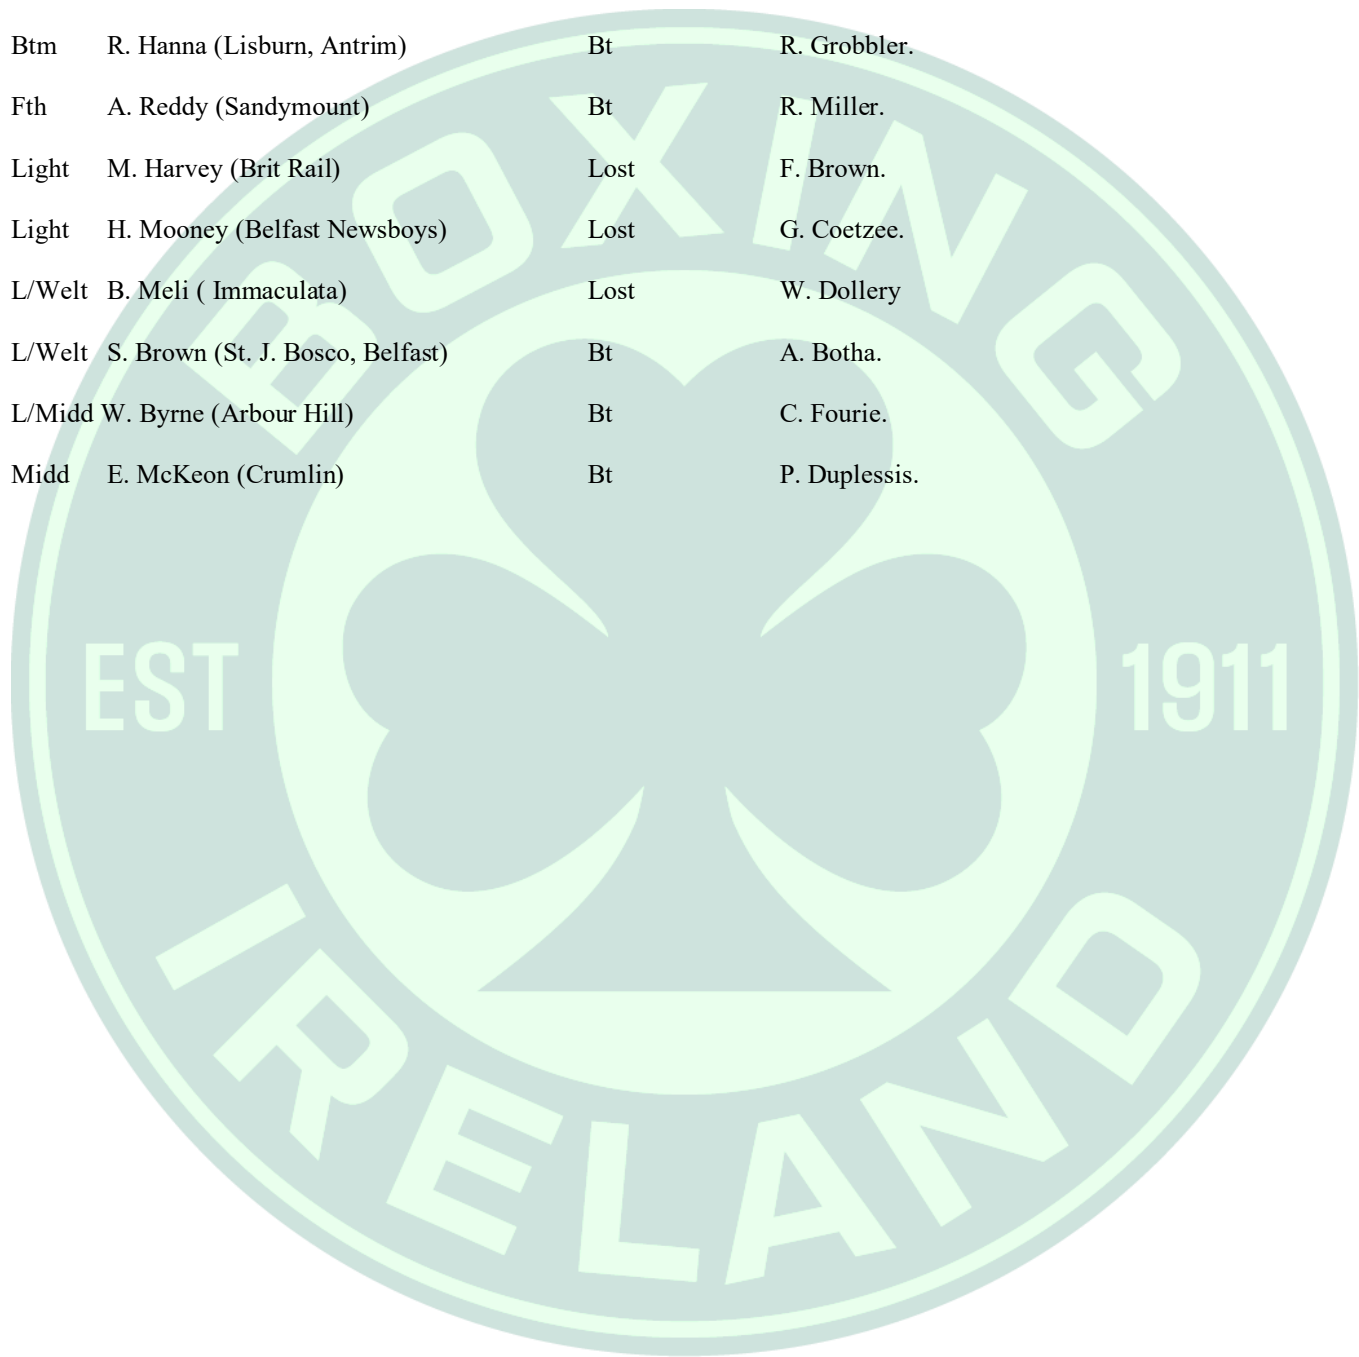 Btm R. Hanna (Lisburn, Antrim) Bt R. Grobbler.
Fth A. Reddy (Sandymount) Bt R. Miller.
Light M. Harvey (Brit Rail) Lost F. Brown.
Light H. Mooney (Belfast Newsboys) Lost G. Coetzee.
L/Welt B. Meli ( Immaculata) Lost W. Dollery
L/Welt S. Brown (St. J. Bosco, Belfast) Bt A. Botha.
L/Midd W. Byrne (Arbour Hill) Bt C. Fourie.
Midd E. McKeon (Crumlin) Bt P. Duplessis.
BOXING
EST 1911
IRELAND